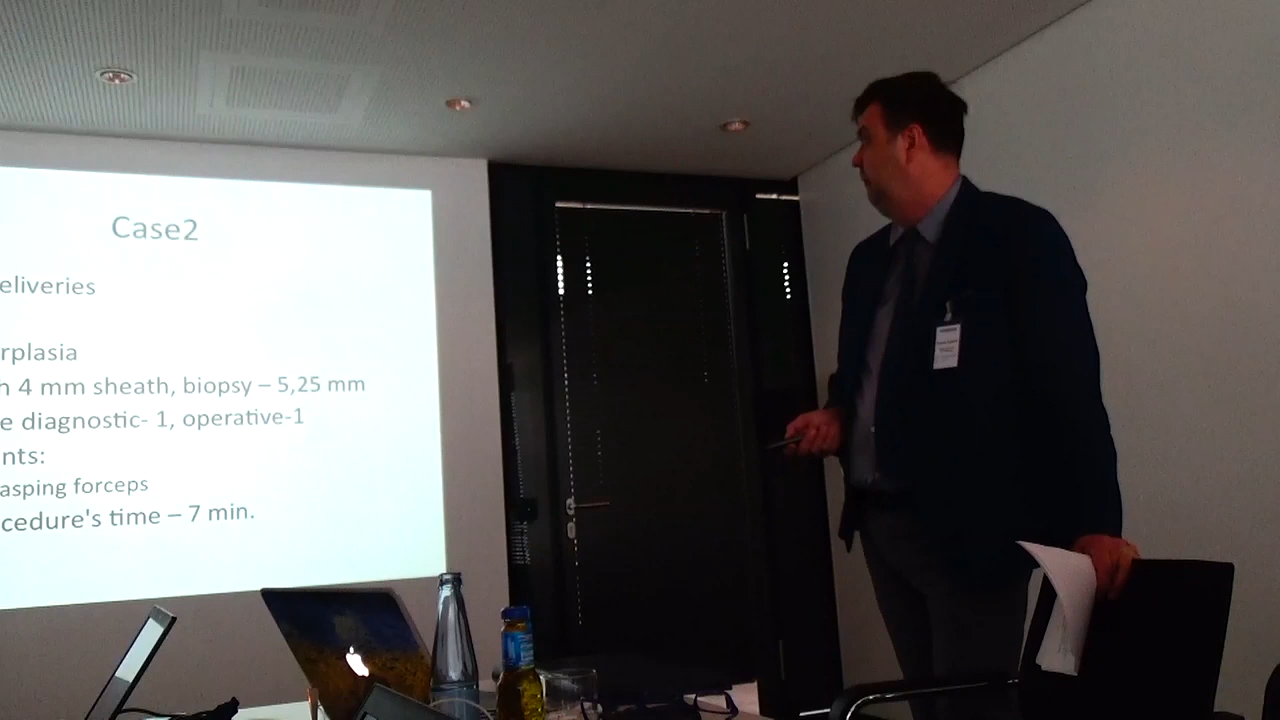 Case2
eliveries
rplasia
h 4 mm sheath, biopsy – 5,25 mm
e diagnostic- 1, operative-1
nts:
asping forceps
cedure's time – 7 min.